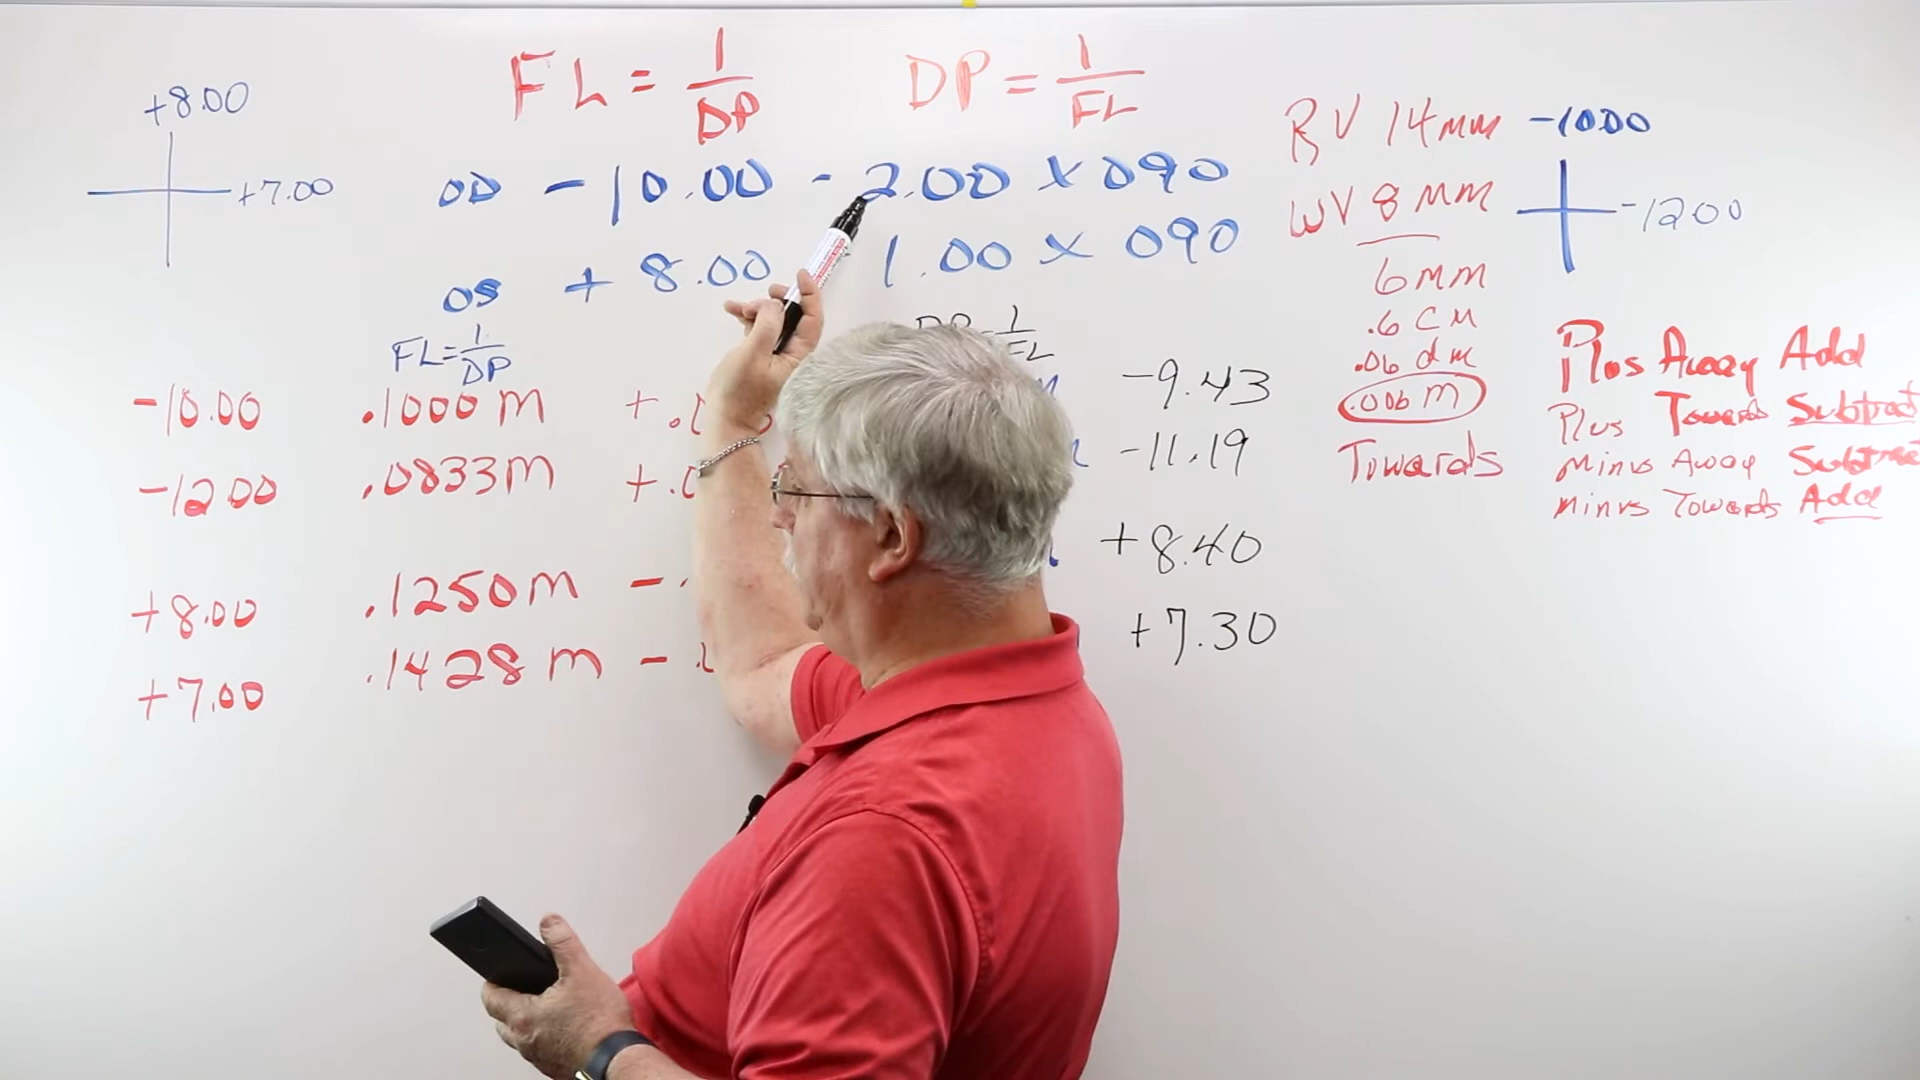 FL = 1/DP
DP = 1/FL
+8.00
+7.00
OD -10.00 -2.00 x 090
OS +8.00 1.00 x 090
FL = 1/DP
-10.00 .1000 m
-12.00 .0833 m
+8.00 .1250 m
+7.00 .1428 m
-9.43
-11.19
+8.40
+7.30
RV 14mm
WV 8mm
6mm
.6 cm
.06 dm
.006 m
Towards
-10.00
-12.00
Plus Away Add
Plus Towards Subtract
Minus Away Subtract
Minus Towards Add